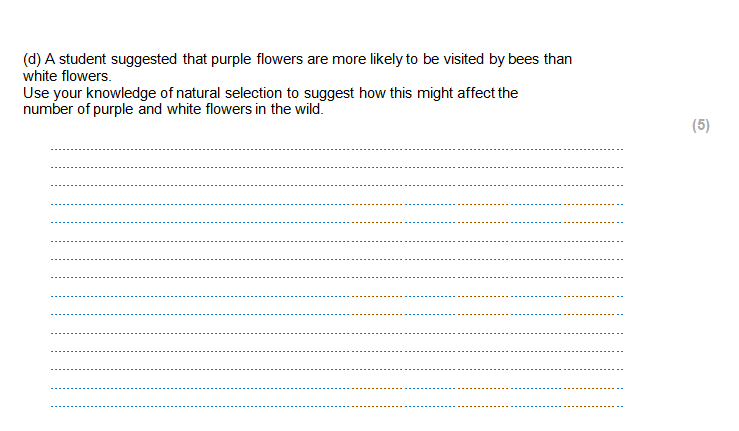 (d) A student suggested that purple flowers are more likely to be visited by bees than
white flowers.
Use your knowledge of natural selection to suggest how this might affect the
number of purple and white flowers in the wild.
(5)